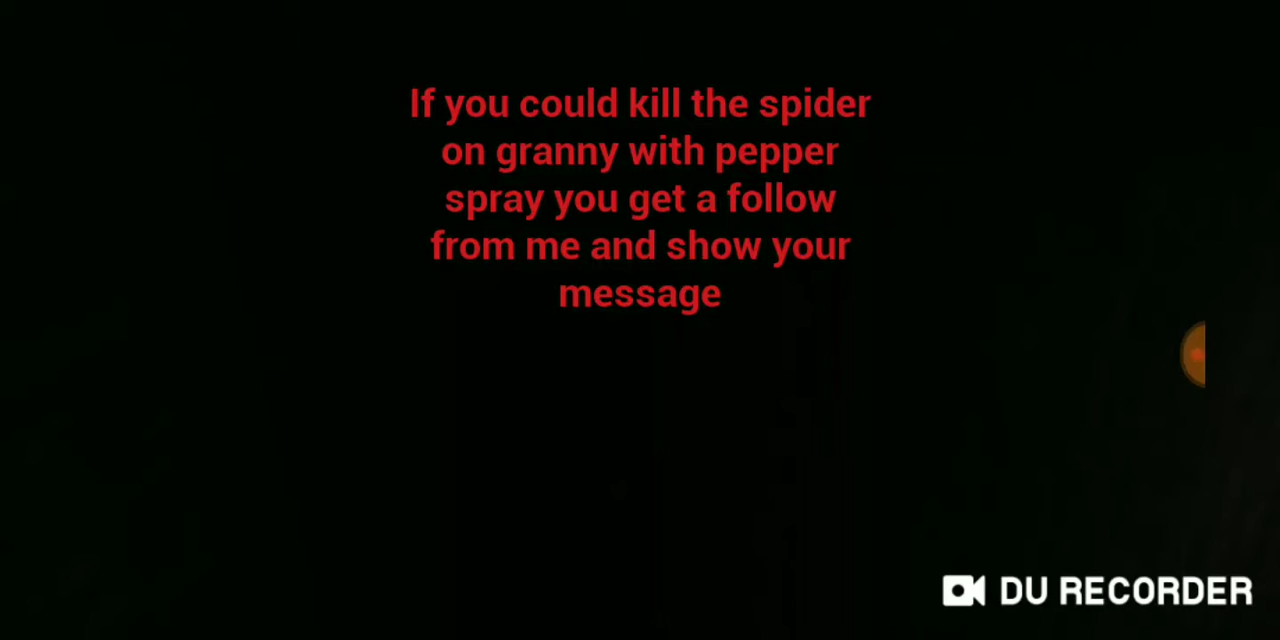 If you could kill the spider
on granny with pepper
spray you get a follow
from me and show your
message
DU RECORDER